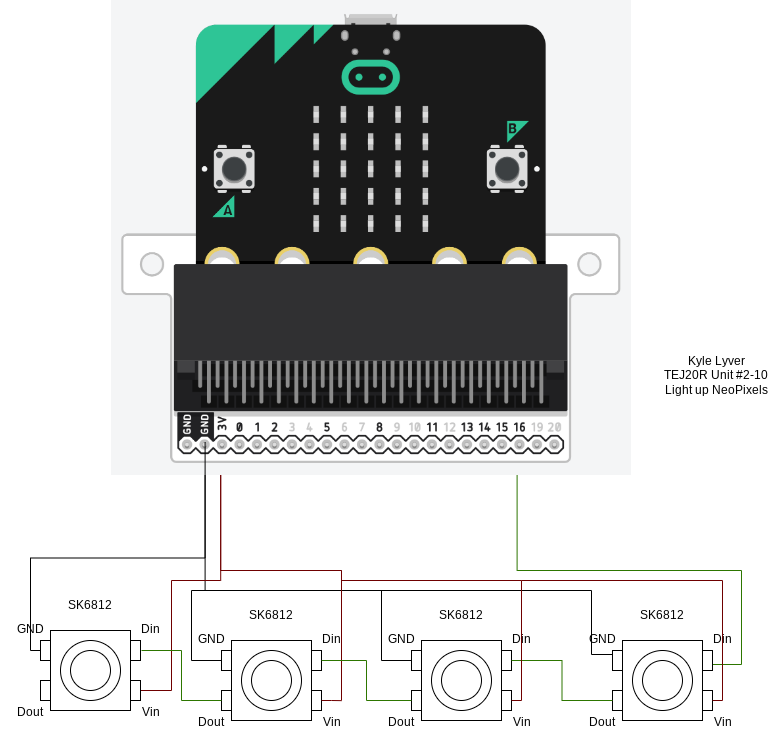 B
A
Kyle Lyver
TEJ20R Unit #2-10
Light up NeoPixels
GND GND 3V 0 1 2 3 4 5 6 7 8 9 10 11 12 13 14 15 16 19 20
SK6812
GND Din
Dout Vin
SK6812
GND Din
Dout Vin
SK6812
GND Din
Dout Vin
SK6812
GND Din
Dout Vin